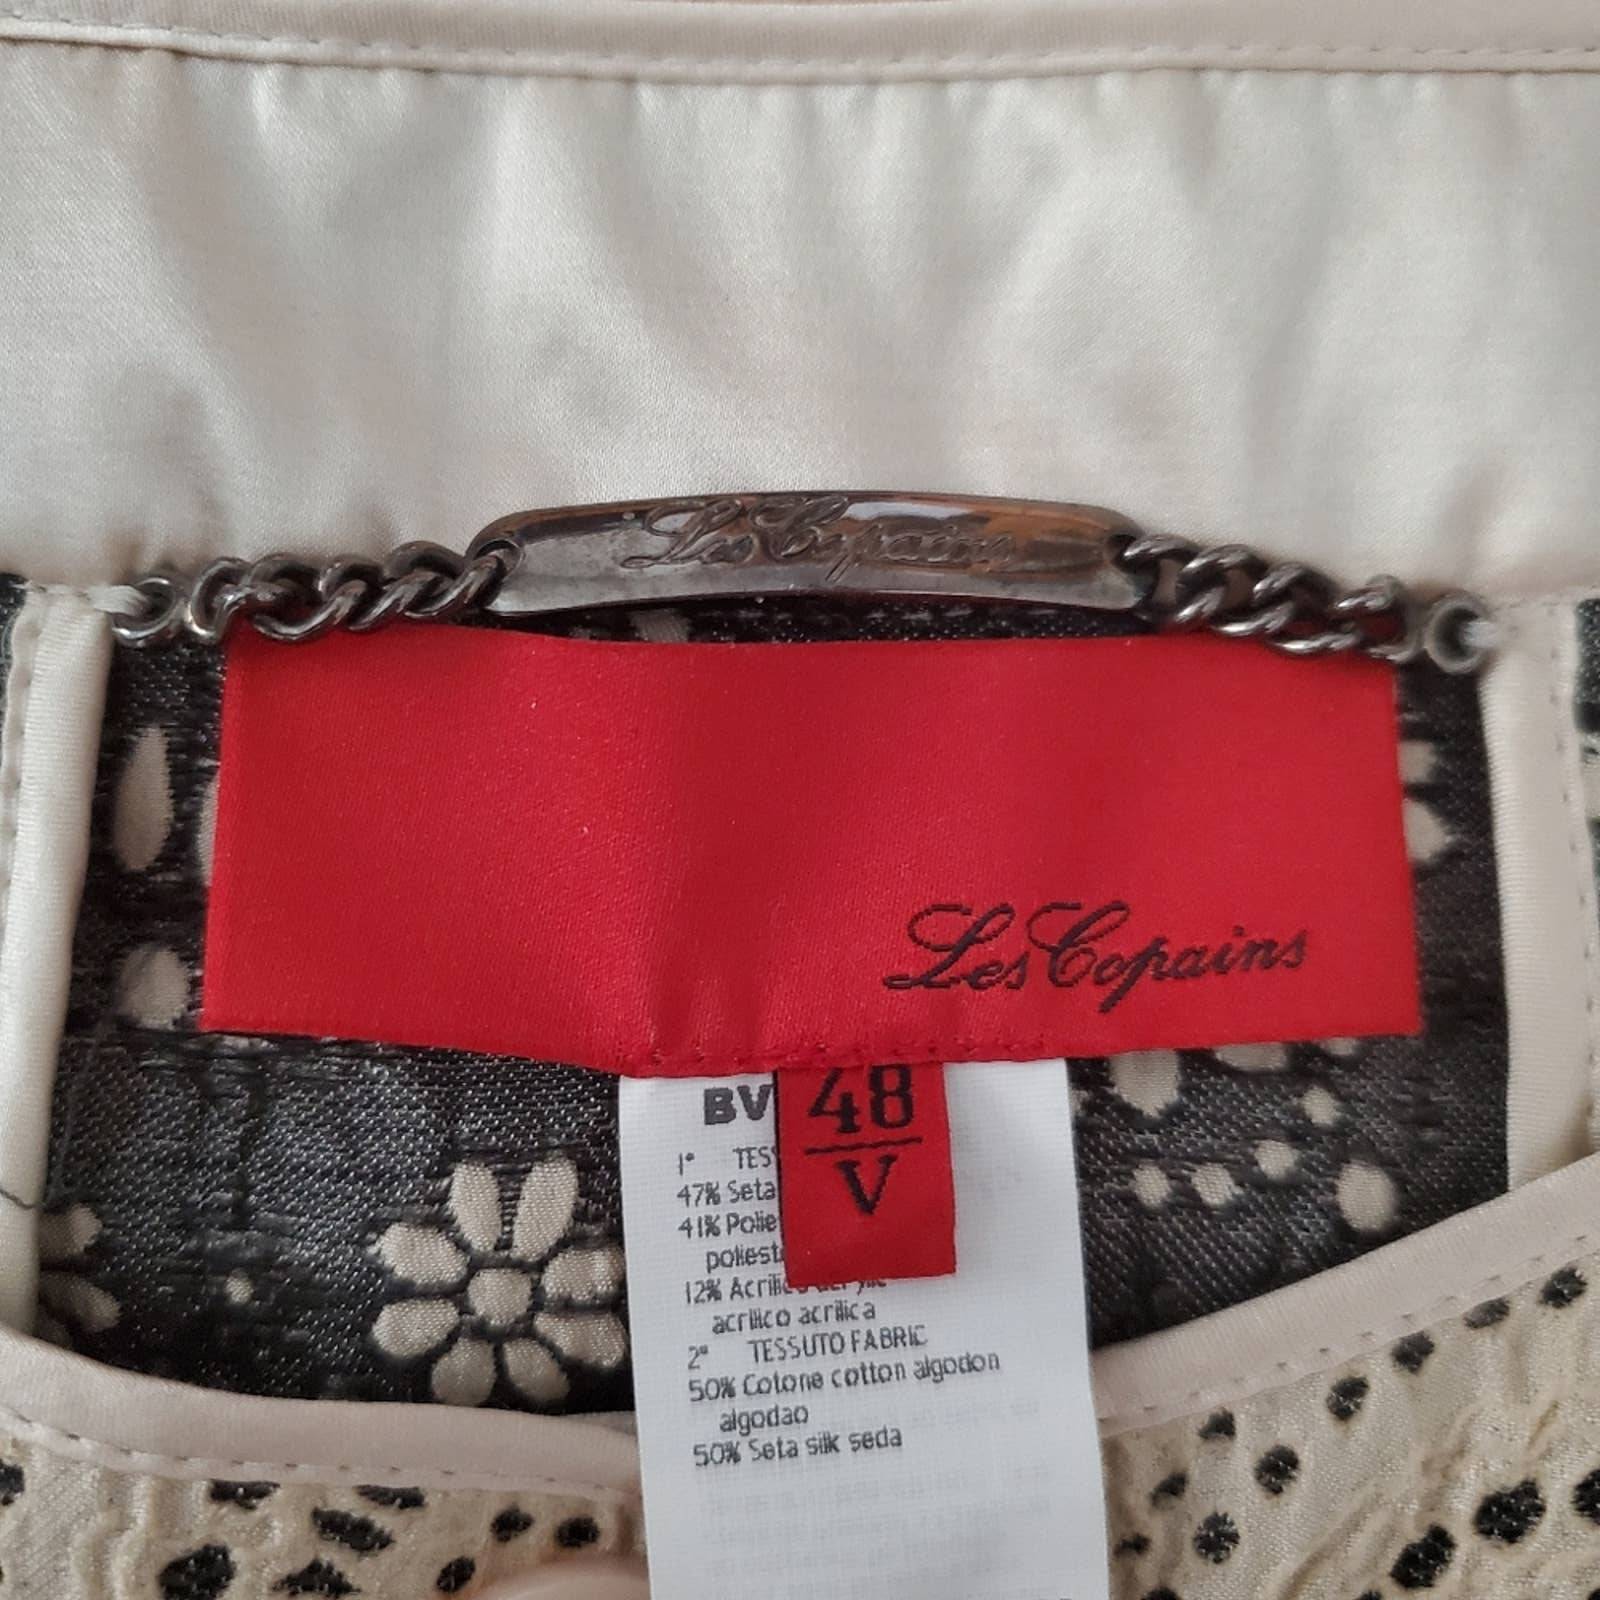 Les Copains
Les Copains
48
V
BV
1° TES
47% Seta
41% Polie
poliest
12% Acrilico acrylic
acrilico acrilica
2° TESSUTO FABRIC
50% Cotone cotton algodon
algodao
50% Seta silk seda